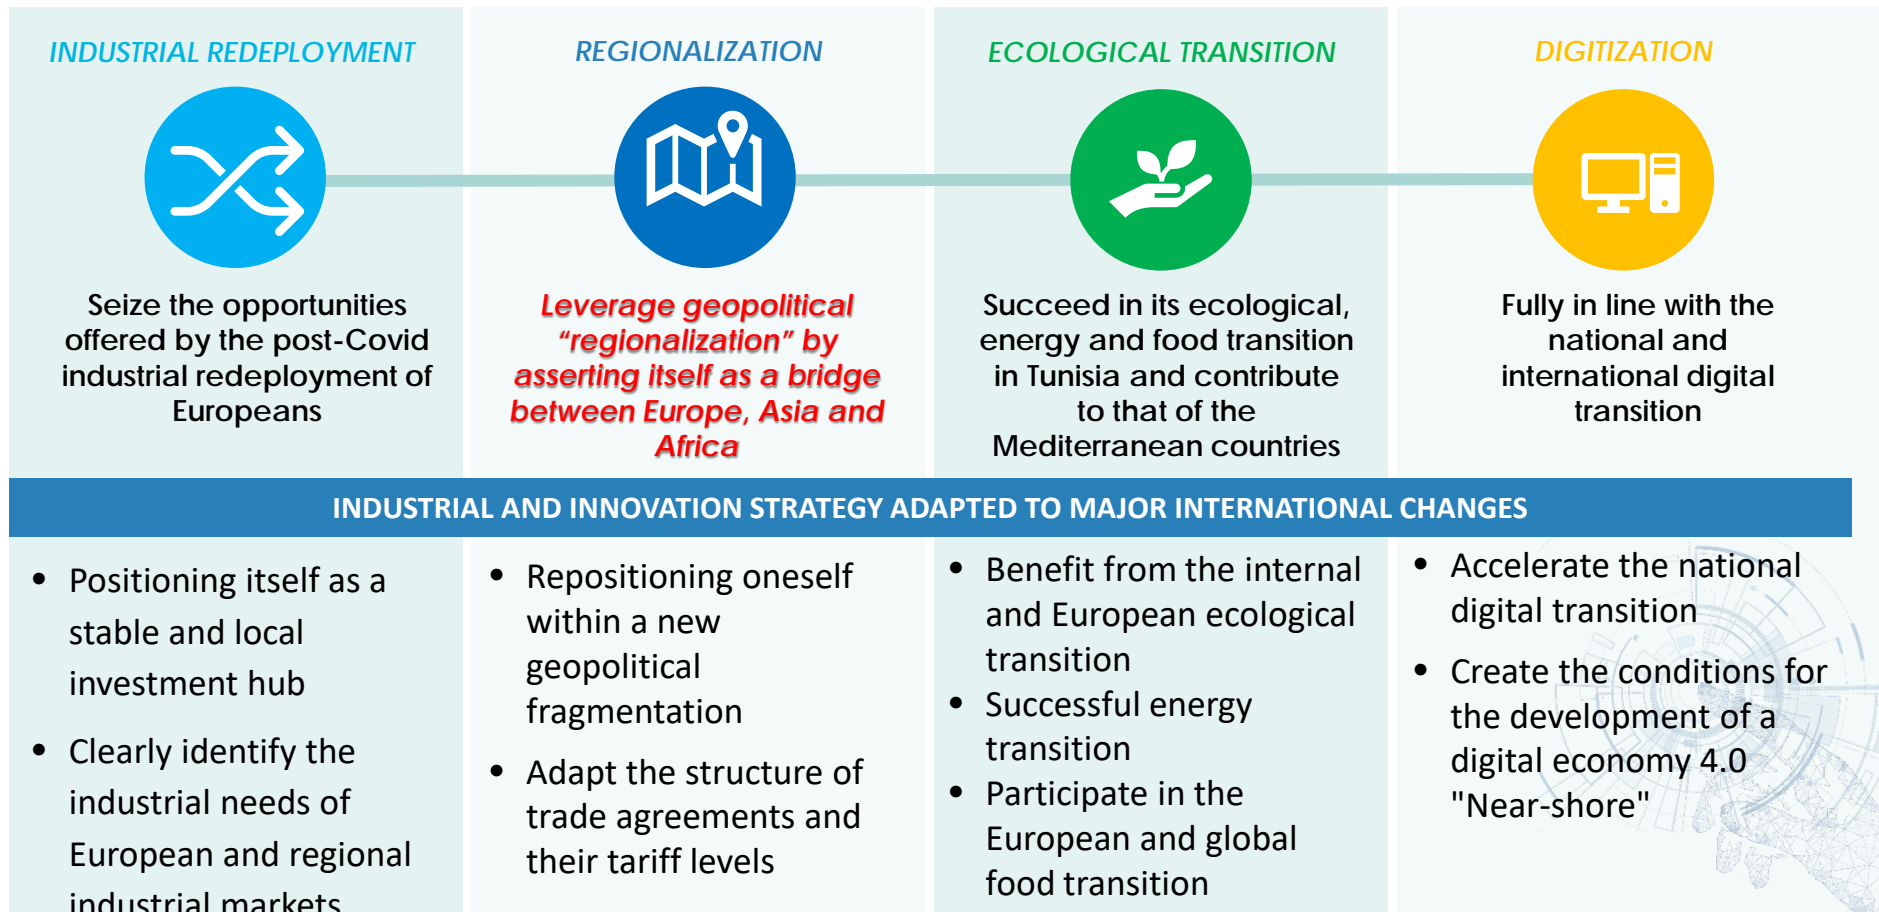 INDUSTRIAL REDEPLOYMENT
Seize the opportunities
offered by the post-Covid
industrial redeployment of
Europeans
REGIONALIZATION
Leverage geopolitical
“regionalization” by
asserting itself as a bridge
between Europe, Asia and
Africa
ECOLOGICAL TRANSITION
Succeed in its ecological,
energy and food transition
in Tunisia and contribute
to that of the
Mediterranean countries
DIGITIZATION
Fully in line with the
national and
international digital
transition
INDUSTRIAL AND INNOVATION STRATEGY ADAPTED TO MAJOR INTERNATIONAL CHANGES
• Positioning itself as a
stable and local
investment hub
• Clearly identify the
industrial needs of
European and regional
industrial markets
• Repositioning oneself
within a new
geopolitical
fragmentation
• Adapt the structure of
trade agreements and
their tariff levels
• Benefit from the internal
and European ecological
transition
• Successful energy
transition
• Participate in the
European and global
food transition
• Accelerate the national
digital transition
• Create the conditions for
the development of a
digital economy 4.0
"Near-shore"